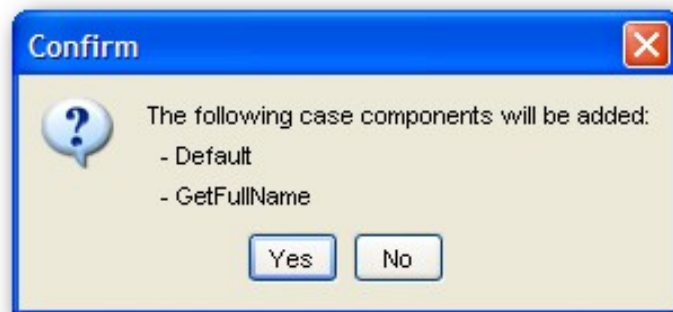 Confirm
The following case components will be added:
- Default
- GetFullName
Yes No